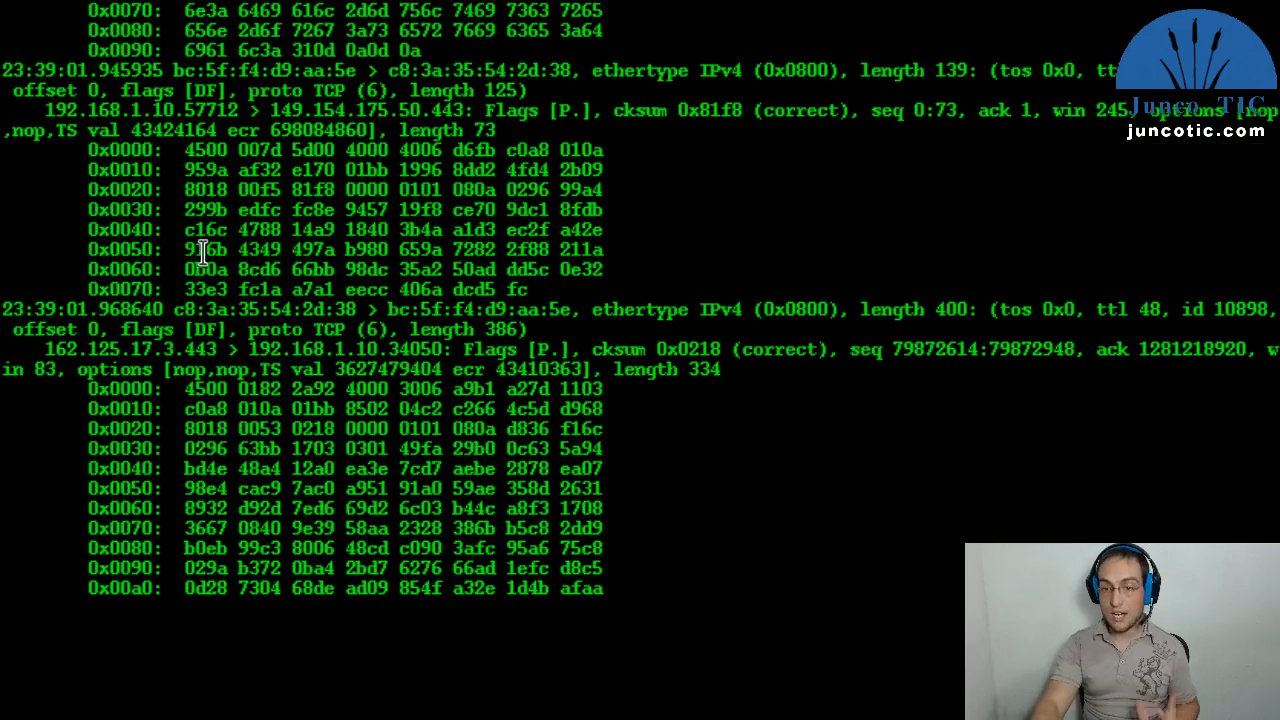 0x0070: 6e3a 6469 616c 2d6d 756c 7469 7363 7265
0x0080: 656e 2d6f 7267 3a73 6572 7669 6365 3a64
0x0090: 6961 6c3a 310d 0a0d 0a
23:39:01.945935 bc:5f:f4:d9:aa:5e > c8:3a:35:54:2d:38, ethertype IPv4 (0x0800), length 139: (tos 0x0, ttl
offset 0, flags [DF], proto TCP (6), length 125)
192.168.1.10.57712 > 149.154.175.50.443: Flags [P.], cksum 0x81f8 (correct), seq 0:73, ack 1, win 245, options [nop
,nop,TS val 43424164 ecr 698084860], length 73
0x0000: 4500 007d 5d00 4000 4006 d6fb c0a8 010a
0x0010: 959a af32 e170 01bb 1996 8dd2 4fd4 2b09
0x0020: 8018 00f5 81f8 0000 0101 080a 0296 99a4
0x0030: 299b edfc fc8e 9457 19f8 ce70 9dc1 8fdb
0x0040: c16c 4788 14a9 1840 3b4a a1d3 ec2f a42e
0x0050: 4349 497a b980 659a 7282 2f88 211a
0x0060: 0b0a 8cd6 66bb 98dc 35a2 50ad dd5c 0e32
0x0070: 33e3 fc1a a7a1 eecc 406a dcd5 fc
23:39:01.968640 c8:3a:35:54:2d:38 > bc:5f:f4:d9:aa:5e, ethertype IPv4 (0x0800), length 400: (tos 0x0, ttl 48, id 10898,
offset 0, flags [DF], proto TCP (6), length 386)
162.125.17.3.443 > 192.168.1.10.34050: Flags [P.], cksum 0x0218 (correct), seq 79872614:79872948, ack 1281218920, w
in 83, options [nop,nop,TS val 3627479404 ecr 43410363], length 334
0x0000: 4500 0182 2a92 4000 3006 a9b1 a27d 1103
0x0010: c0a8 010a 01bb 8502 04c2 c266 4c5d d968
0x0020: 8018 0053 0218 0000 0101 080a d836 f16c
0x0030: 0296 63bb 1703 0301 49fa 29b0 0c63 5a94
0x0040: bd4e 48a4 12a0 ea3e 7cd7 aebe 2878 ea07
0x0050: 98e4 cac9 7ac0 a951 91a0 59ae 358d 2631
0x0060: 8932 d92d 7ed6 69d2 6c03 b44c a8f3 1708
0x0070: 3667 0840 9e39 58aa 2328 386b b5c8 2dd9
0x0080: b0eb 99c3 8006 48cd c090 3afc 95a6 75c8
0x0090: 029a b372 0ba4 2bd7 6276 66ad 1efc d8c5
0x00a0: 0d28 7304 68de ad09 854f a32e 1d4b afaa
Junco TIC
juncotic.com